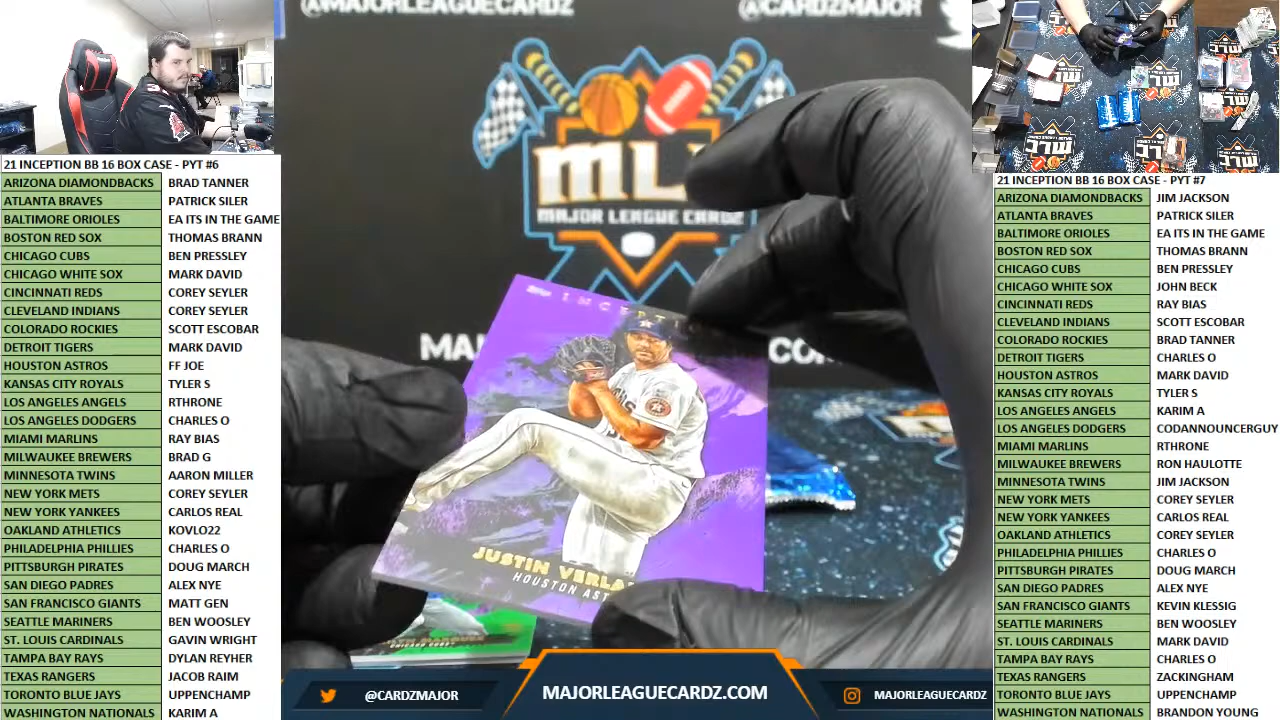 @MAJORLEAGUECARDZ
@CARDZMAJOR
MAJOR LEAGUE CARDZ
21 INCEPTION BB 16 BOX CASE - PYT #6
ARIZONA DIAMONDBACKS BRAD TANNER
ATLANTA BRAVES PATRICK SILER
BALTIMORE ORIOLES EA ITS IN THE GAME
BOSTON RED SOX THOMAS BRANN
CHICAGO CUBS BEN PRESSLEY
CHICAGO WHITE SOX MARK DAVID
CINCINNATI REDS COREY SEYLER
CLEVELAND INDIANS COREY SEYLER
COLORADO ROCKIES SCOTT ESCOBAR
DETROIT TIGERS MARK DAVID
HOUSTON ASTROS FF JOE
KANSAS CITY ROYALS TYLER S
LOS ANGELES ANGELS RTHRONE
LOS ANGELES DODGERS CHARLES O
MIAMI MARLINS RAY BIAS
MILWAUKEE BREWERS BRAD G
MINNESOTA TWINS AARON MILLER
NEW YORK METS COREY SEYLER
NEW YORK YANKEES CARLOS REAL
OAKLAND ATHLETICS KOVLO22
PHILADELPHIA PHILLIES CHARLES O
PITTSBURGH PIRATES DOUG MARCH
SAN DIEGO PADRES ALEX NYE
SAN FRANCISCO GIANTS MATT GEN
SEATTLE MARINERS BEN WOOSLEY
ST. LOUIS CARDINALS GAVIN WRIGHT
TAMPA BAY RAYS DYLAN REYHER
TEXAS RANGERS JACOB RAIM
TORONTO BLUE JAYS UPPENCHAMP
WASHINGTON NATIONALS KARIM A
JUSTIN VERLA
HOUSTON AST
CHICAGO CUBS
@CARDZMAJOR
MAJORLEAGUECARDZ.COM
MAJORLEAGUECARDZ
21 INCEPTION BB 16 BOX CASE - PYT #7
ARIZONA DIAMONDBACKS JIM JACKSON
ATLANTA BRAVES PATRICK SILER
BALTIMORE ORIOLES EA ITS IN THE GAME
BOSTON RED SOX THOMAS BRANN
CHICAGO CUBS BEN PRESSLEY
CHICAGO WHITE SOX JOHN BECK
CINCINNATI REDS RAY BIAS
CLEVELAND INDIANS SCOTT ESCOBAR
COLORADO ROCKIES BRAD TANNER
DETROIT TIGERS CHARLES O
HOUSTON ASTROS MARK DAVID
KANSAS CITY ROYALS TYLER S
LOS ANGELES ANGELS KARIM A
LOS ANGELES DODGERS CODANNOUNCERGUY
MIAMI MARLINS RTHRONE
MILWAUKEE BREWERS RON HAULOTTE
MINNESOTA TWINS JIM JACKSON
NEW YORK METS COREY SEYLER
NEW YORK YANKEES CARLOS REAL
OAKLAND ATHLETICS COREY SEYLER
PHILADELPHIA PHILLIES CHARLES O
PITTSBURGH PIRATES DOUG MARCH
SAN DIEGO PADRES ALEX NYE
SAN FRANCISCO GIANTS KEVIN KLESSIG
SEATTLE MARINERS BEN WOOSLEY
ST. LOUIS CARDINALS MARK DAVID
TAMPA BAY RAYS CHARLES O
TEXAS RANGERS ZACKINGHAM
TORONTO BLUE JAYS UPPENCHAMP
WASHINGTON NATIONALS BRANDON YOUNG